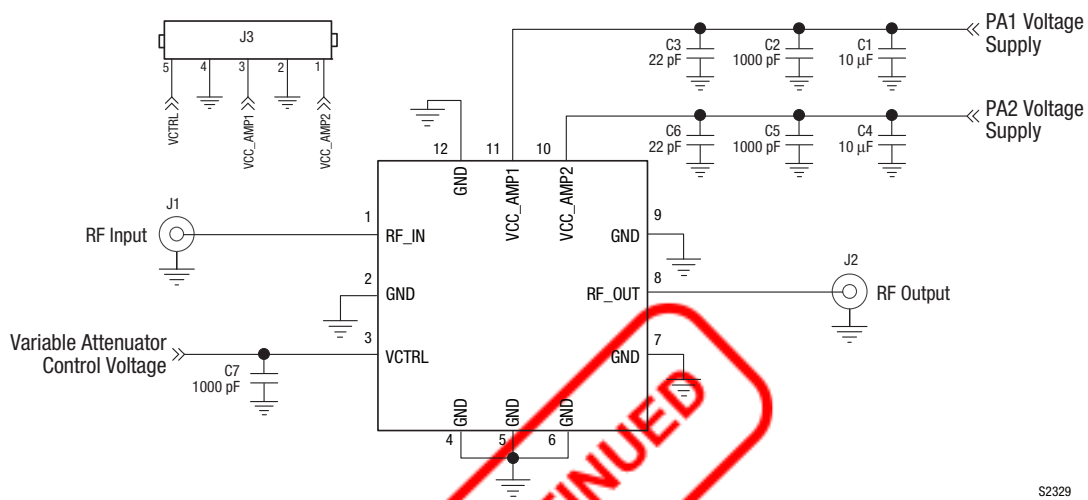 J3
5 4 3 2 1
VCTRL
VCC_AMP1
VCC_AMP2
PA1 Voltage
Supply
C3
22 pF
C2
1000 pF
C1
10 µF
PA2 Voltage
Supply
C6
22 pF
C5
1000 pF
C4
10 µF
12 11 10
GND
VCC_AMP1
VCC_AMP2
J1
RF Input
1
RF_IN
2
GND
3
VCTRL
Variable Attenuator
Control Voltage
C7
1000 pF
9
GND
8
RF_OUT
J2
RF Output
7
GND
GND
GND
GND
4 5 6
TINUED
S2329